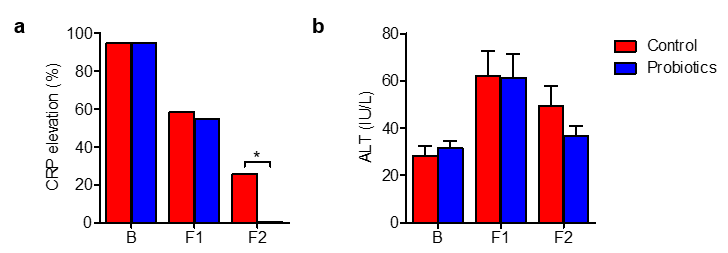 a
CRP elevation (%)
100
80
60
40
20
0
*
B F1 F2
b
ALT (IU/L)
80
60
40
20
0
B F1 F2
Control
Probiotics